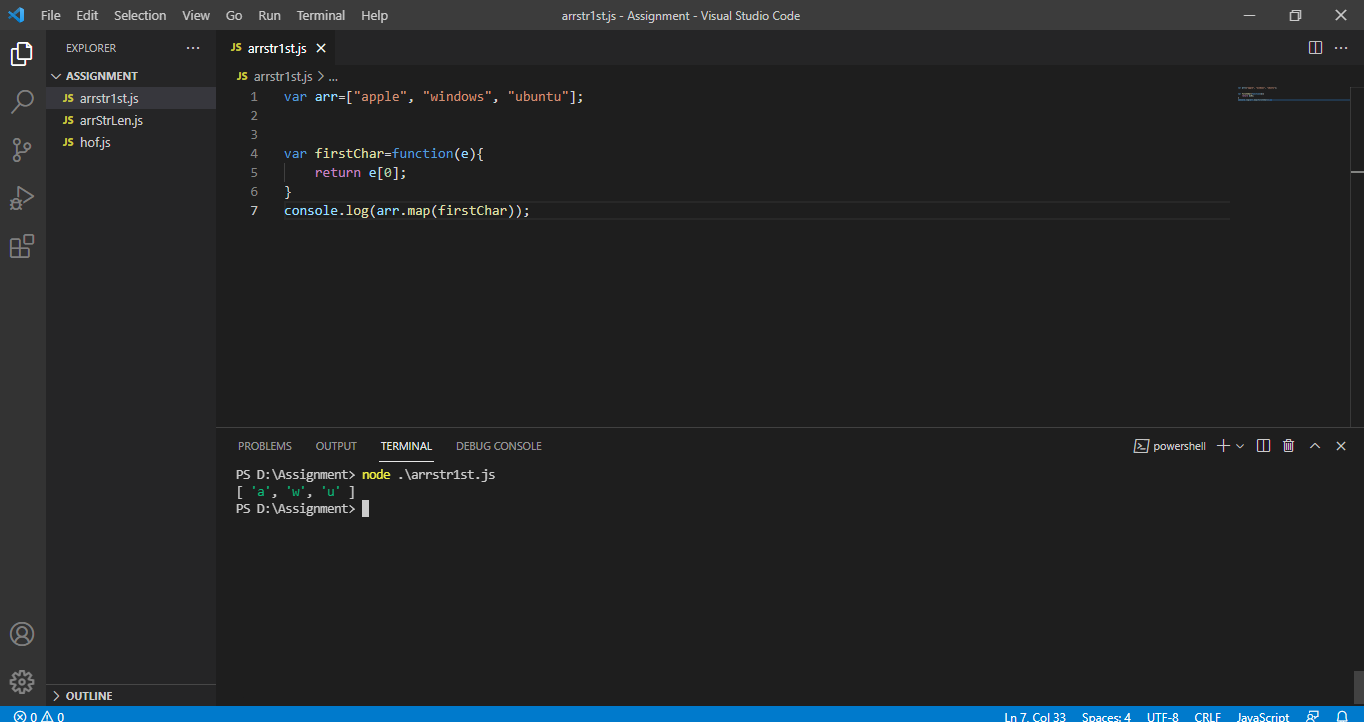 File Edit Selection View Go Run Terminal Help arrstr1st.js - Assignment - Visual Studio Code
EXPLORER
ASSIGNMENT
JS arrstr1st.js
JS arrStrLen.js
JS hof.js
OUTLINE
JS arrstr1st.js
JS arrstr1st.js > ...
1 var arr=["apple", "windows", "ubuntu"];
2
3
4 var firstChar=function(e){
5 return e[0];
6 }
7 console.log(arr.map(firstChar));
PROBLEMS OUTPUT TERMINAL DEBUG CONSOLE powershell
PS D:\Assignment> node .\arrstr1st.js
[ 'a', 'w', 'u' ]
PS D:\Assignment>
0 0 Ln 7, Col 33 Spaces: 4 UTF-8 CRLF JavaScript